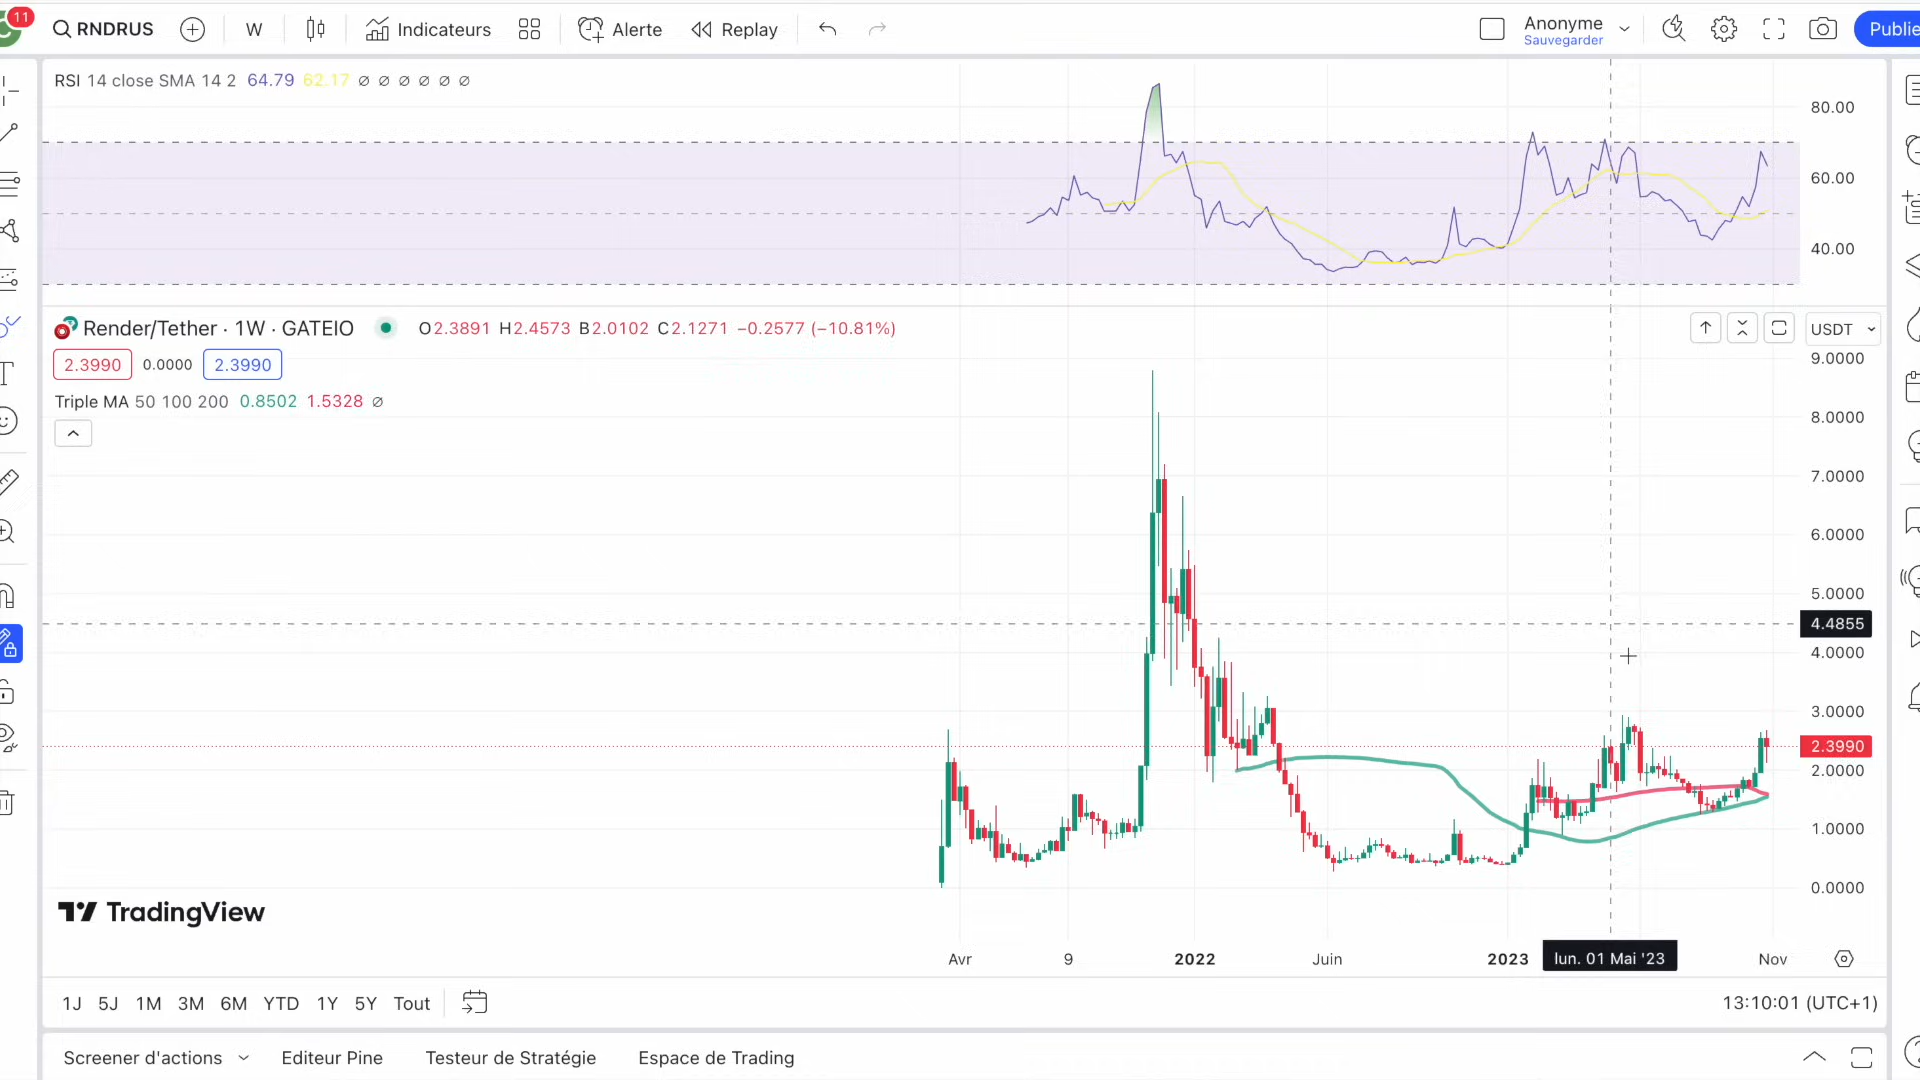 11
RNDRUS
W
Indicateurs
Alerte
Replay
Anonyme
Sauvegarder
Publie
RSI 14 close SMA 14 2 64.79 62.17 ∅ ∅ ∅ ∅ ∅ ∅
80.00
60.00
40.00
Render/Tether · 1W · GATEIO
O2.3891 H2.4573 B2.0102 C2.1271 −0.2577 (−10.81%)
USDT
2.3990 0.0000 2.3990
Triple MA 50 100 200 0.8502 1.5328 ∅
9.0000
8.0000
7.0000
6.0000
5.0000
4.4855
4.0000
3.0000
2.3990
2.0000
1.0000
0.0000
TradingView
Avr 9 2022 Juin 2023 lun. 01 Mai '23 Nov
1J 5J 1M 3M 6M YTD 1Y 5Y Tout
13:10:01 (UTC+1)
Screener d'actions Editeur Pine Testeur de Stratégie Espace de Trading